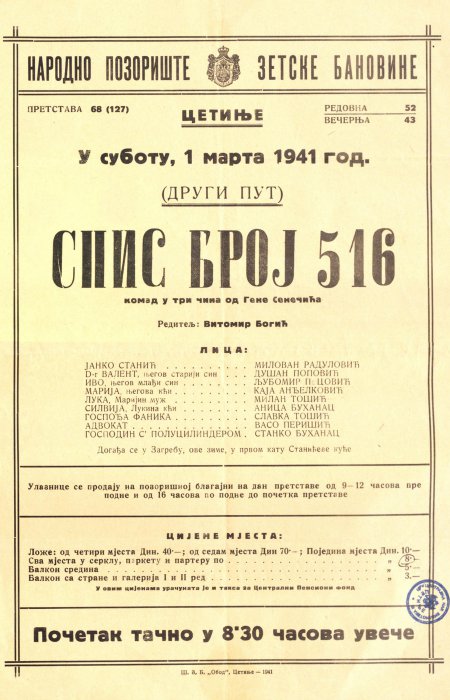 НАРОДНО ПОЗОРИШТЕ ЗЕТСКЕ БАНОВИНЕ
ПРЕТСТАВА 68 (127)
ЦЕТИЊЕ
РЕДОВНА 52
ВЕЧЕРЊА 43
У суботу, 1 марта 1941 год.
(ДРУГИ ПУТ)
СПИС БРОЈ 516
комад у три чина од Гене Сенечића
Редитељ: Витомир Богић
ЛИЦА:
ЈАНКО СТАНИЋ . . . . . . МИЛОВАН РАДУЛОВИЋ
Д-г ВАЛЕНТ, његов старији син . . . ДУШАН ПОПОВИЋ
ИВО, његов млађи син . . . . . ЉУБОМИР
МАРИЈА, његова кћи . . . . . КАЈА АНЂЕЛКОВИЋ
ЛУКА, Маријин муж . . . . . МИЛАН ТОШИЋ
СИЛВИЈА, Лукина кћи . . . . . АНИЦА БУХАНАЦ
ГОСПОЂА ФАНИКА . . . . . СЛАВКА ТОШИЋ
АДВОКАТ . . . . . . . ВАСО ПЕРИШИЋ
ГОСПОДИН С' ПОЛУЦИЛИНДЕРОМ . СТАНКО БУХАНАЦ
Догађа се у Загребу, ове зиме, у првом кату Станићеве куће
Улазнице се продају на позоришној благајни на дан претставе од 9—12 часова пре
подне и од 16 часова по подне до почетка претставе
ЦИЈЕНЕ МЈЕСТА:
Ложе: од четири мјеста Дин. 40·—; од седам мјеста Дин 70·—; Поједина мјеста Дин. 10·—
Сва мјеста у серклу, паркету и партеру по „ 8·—
Балкон средина „ 5·—
Балкон са стране и галерија I и II ред „ 3.—
У овим цијенама урачуната је и такса за Централни Пенсиони фонд
Почетак тачно у 8·30 часова увече
Ш. Д. Б. „Обод", Цетиње — 1941